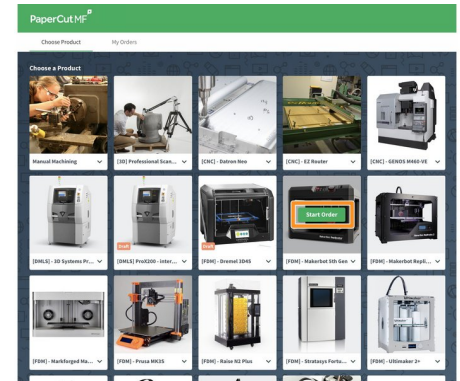 PaperCut MF
Choose Product
My Orders
Choose a Product
Manual Machining
[3D] Professional Scan...
[CNC] - Datron Neo
[CNC] - EZ Router
[CNC] - GENOS M460-VE
[DMLS] - 3D Systems Pr...
Draft
[DMLS] ProX200 - Inter...
Draft
[FDM] - Dremel 3D45
Start Order
[FDM] - Makerbot 5th Gen
[FDM] - Makerbot Repli...
[FDM] - Markforged Ma...
[FDM] - Prusa MK3S
[FDM] - Raise N2 Plus
[FDM] - Stratasys Fortu...
[FDM] - Ultimaker 2+